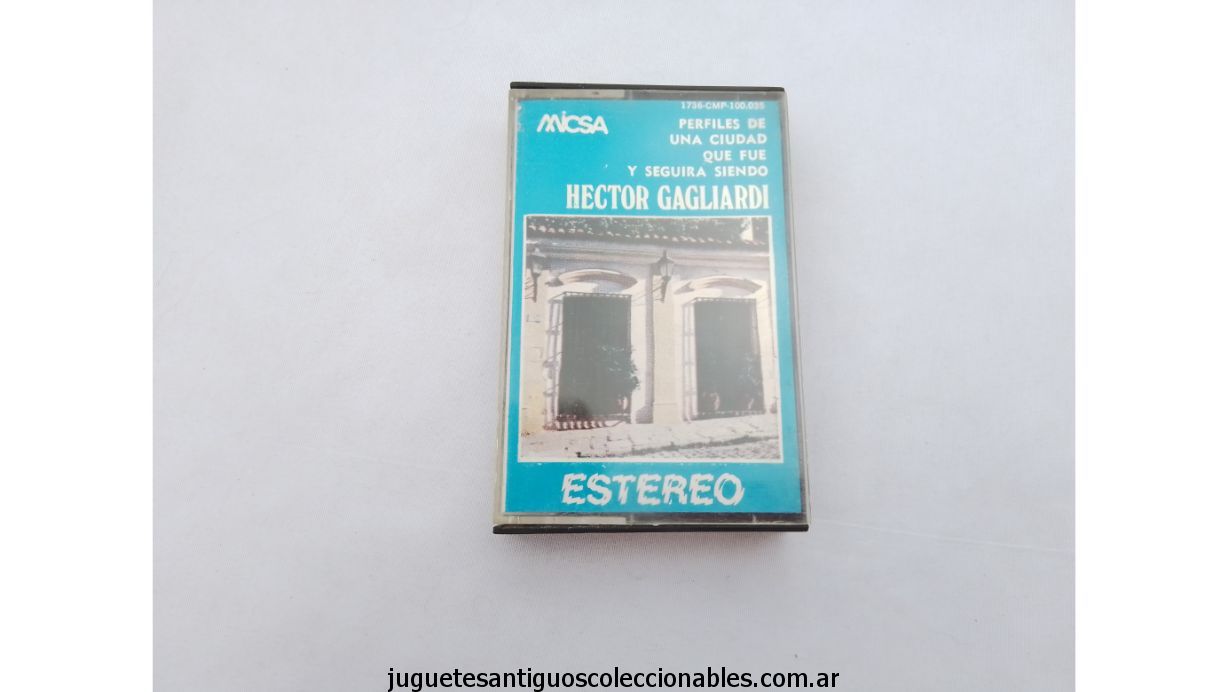 1736-CMP-100.035
MICSA
PERFILES DE
UNA CIUDAD
QUE FUE
Y SEGUIRA SIENDO
HECTOR GAGLIARDI
ESTEREO
juguetesantiguoscoleccionables.com.ar